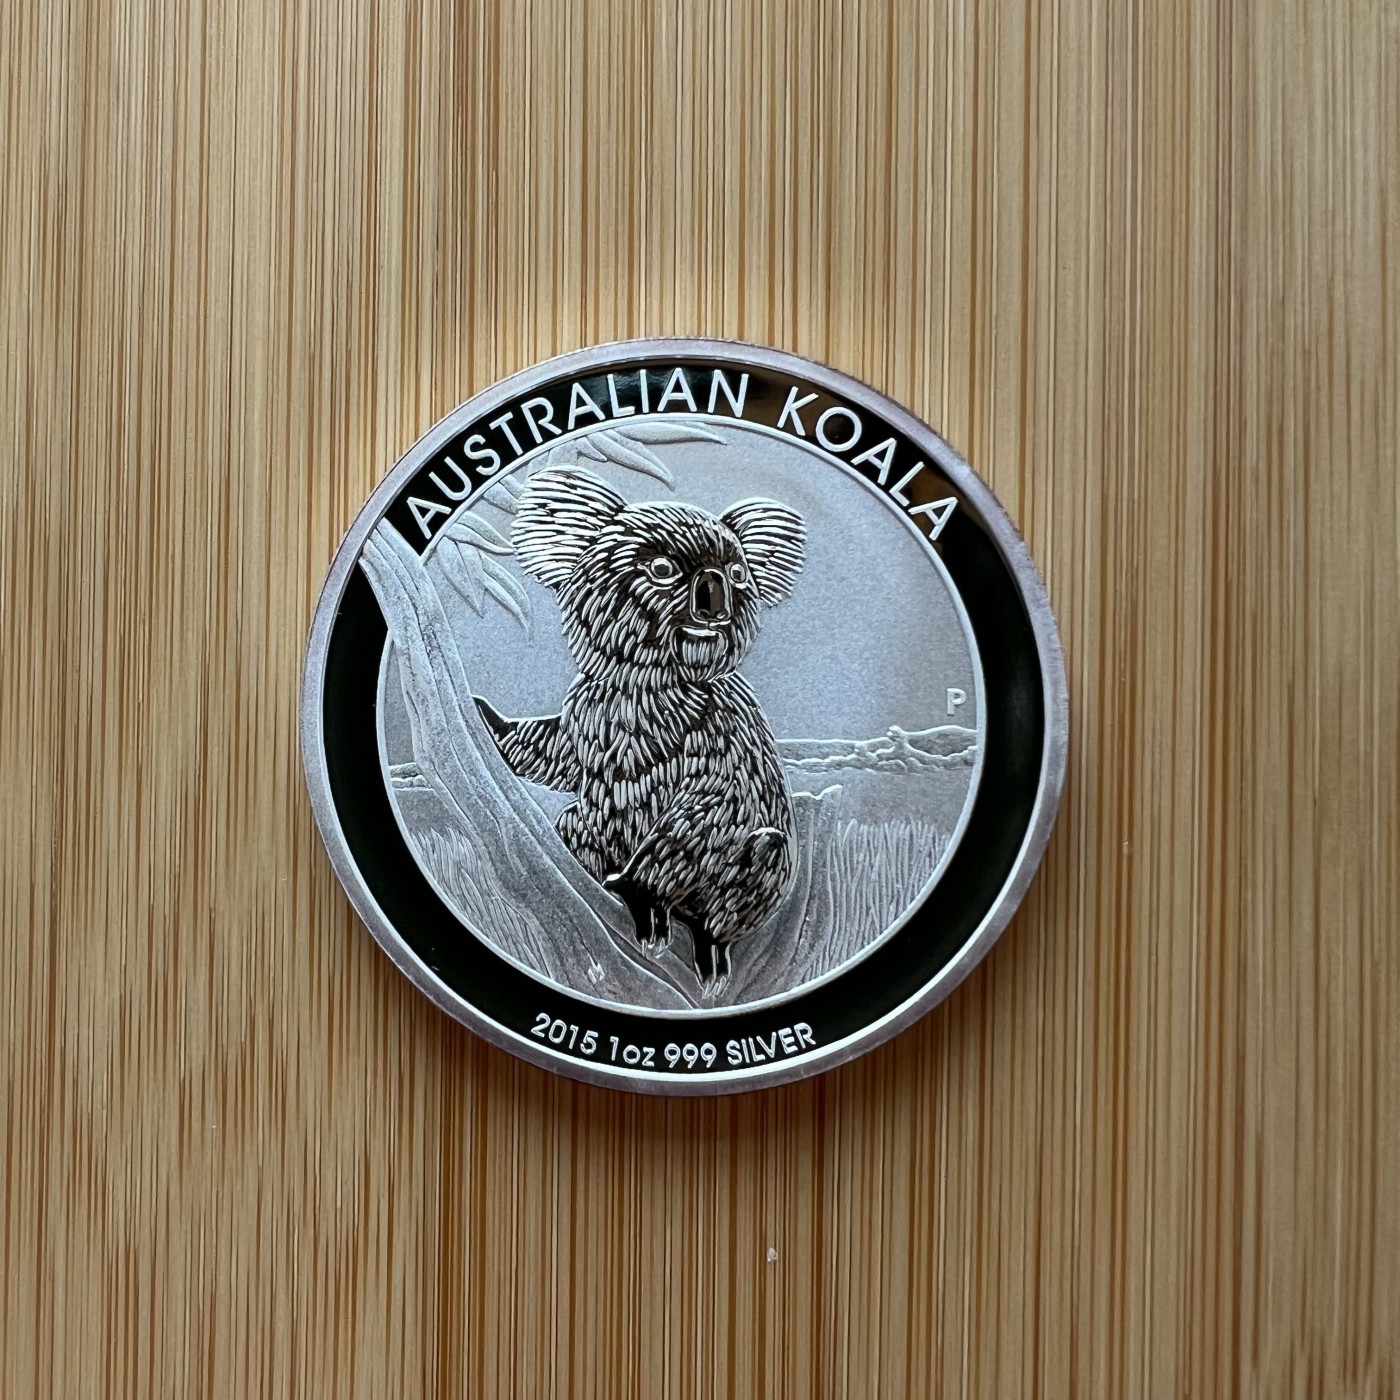 AUSTRALIAN KOALA
P
2015 1oz 999 SILVER